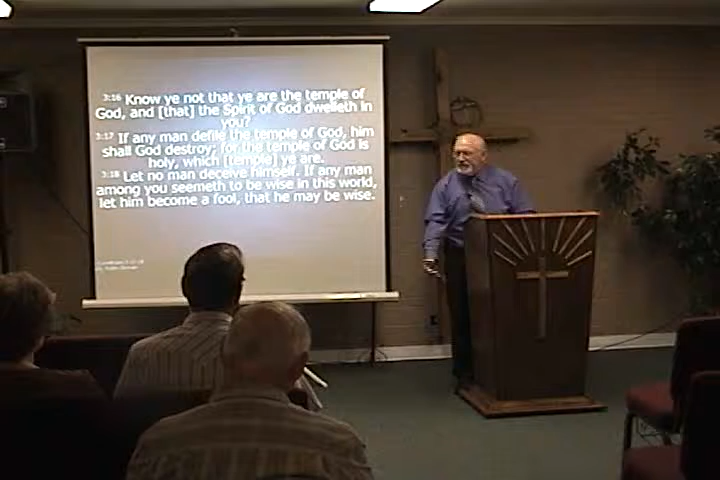 3:16 Know ye not that ye are the temple of
God, and [that] the Spirit of God dwelleth in
you?
3:17 If any man defile the temple of God, him
shall God destroy; for the temple of God is
holy, which [temple] ye are.
3:18 Let no man deceive himself. If any man
among you seemeth to be wise in this world,
let him become a fool, that he may be wise.